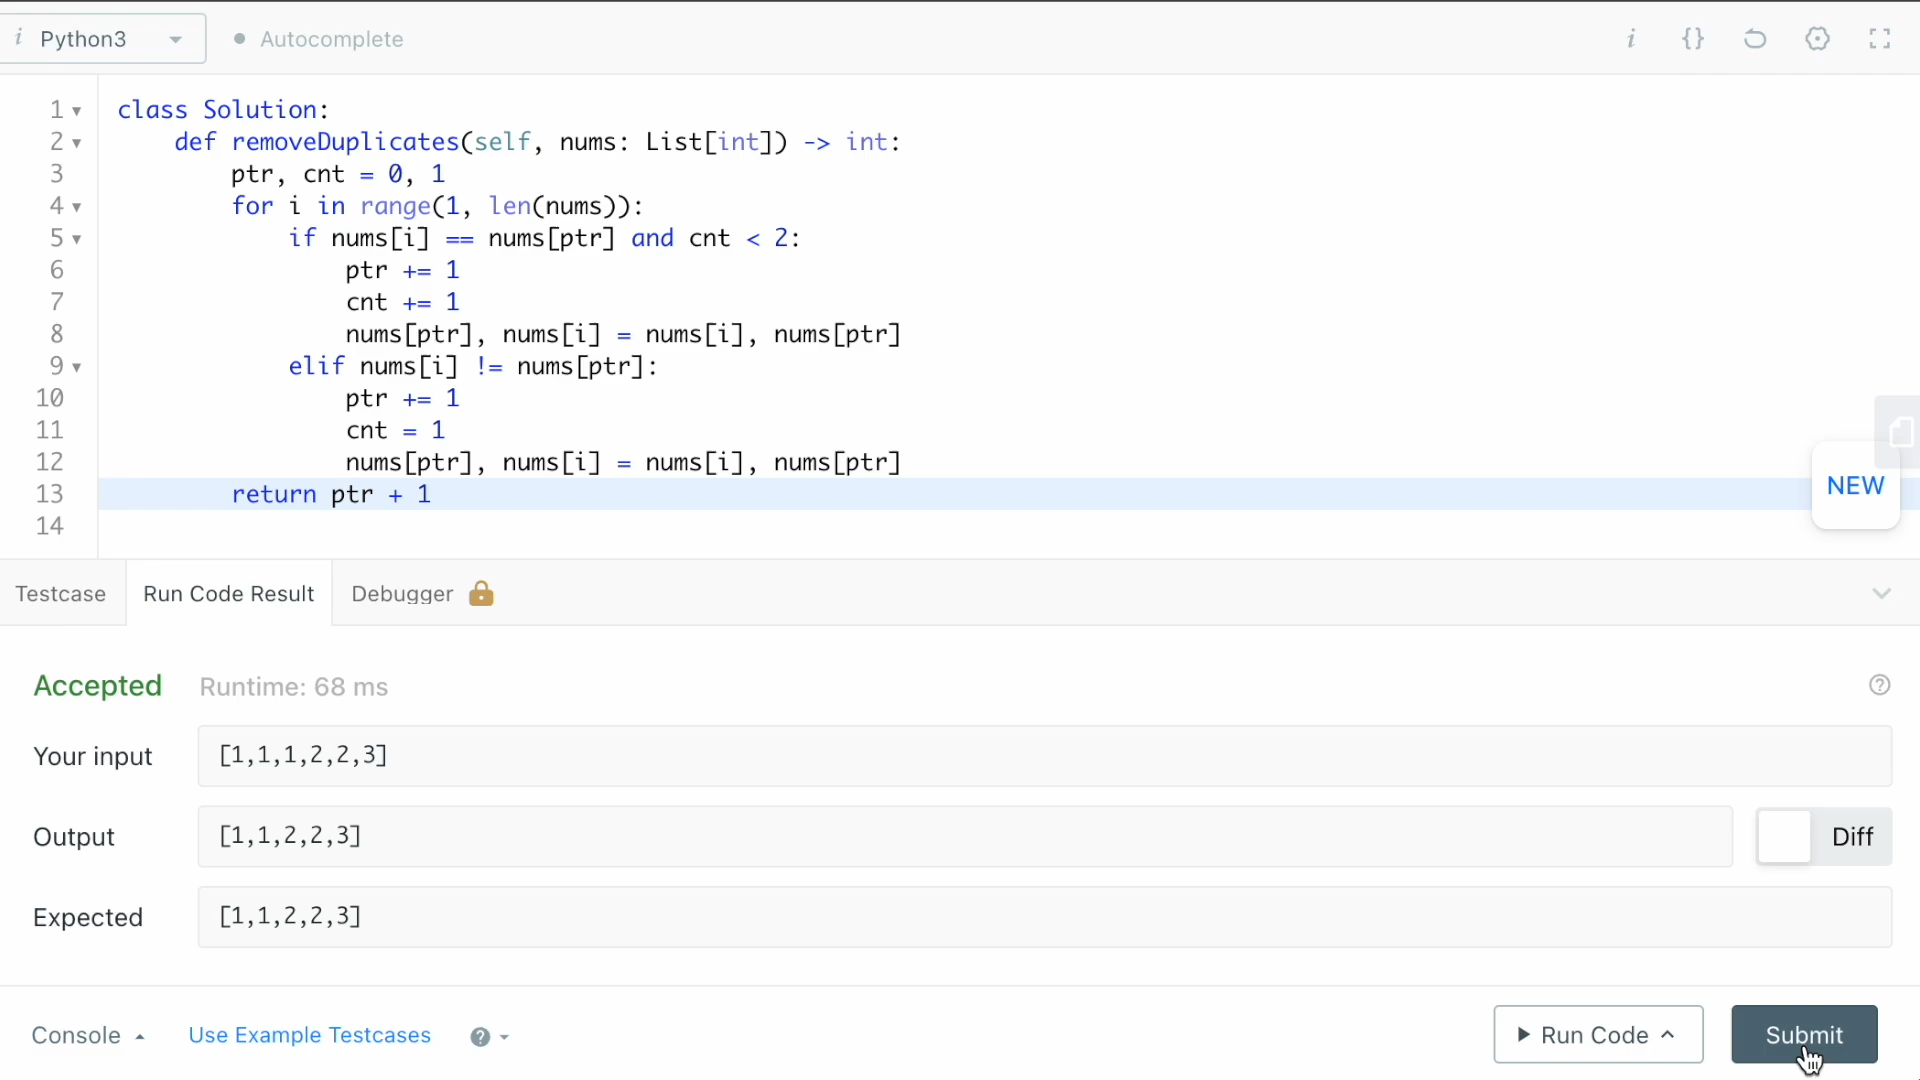 i Python3 Autocomplete i {}
1 class Solution:
2 def removeDuplicates(self, nums: List[int]) -> int:
3 ptr, cnt = 0, 1
4 for i in range(1, len(nums)):
5 if nums[i] == nums[ptr] and cnt < 2:
6 ptr += 1
7 cnt += 1
8 nums[ptr], nums[i] = nums[i], nums[ptr]
9 elif nums[i] != nums[ptr]:
10 ptr += 1
11 cnt = 1
12 nums[ptr], nums[i] = nums[i], nums[ptr]
13 return ptr + 1
14
NEW
Testcase Run Code Result Debugger
Accepted Runtime: 68 ms ?
Your input [1,1,1,2,2,3]
Output [1,1,2,2,3] Diff
Expected [1,1,2,2,3]
Console Use Example Testcases ? Run Code Submit